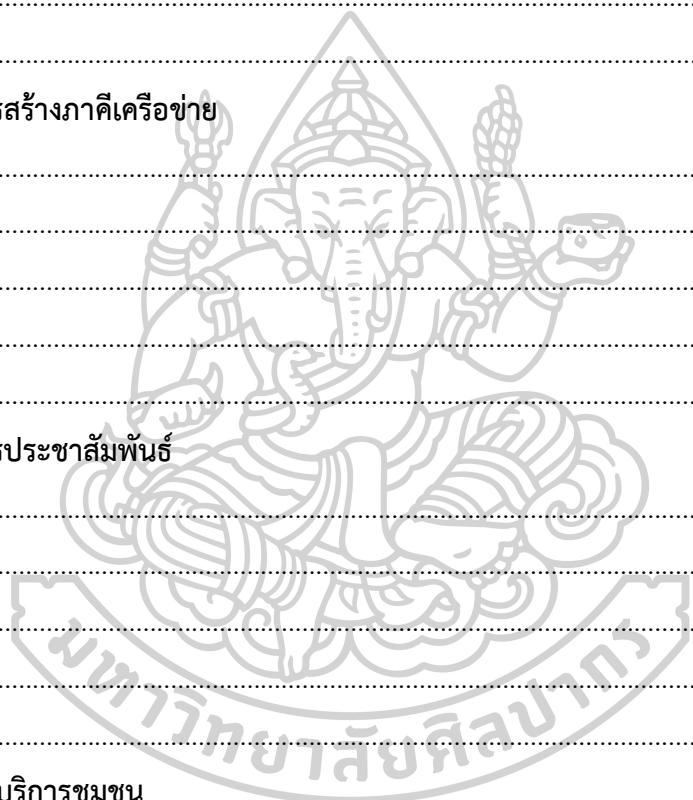 สร้างภาคีเครือข่าย
ประชาสัมพันธ์
บริการชุมชน
มหาวิทยาลัยศิลปากร